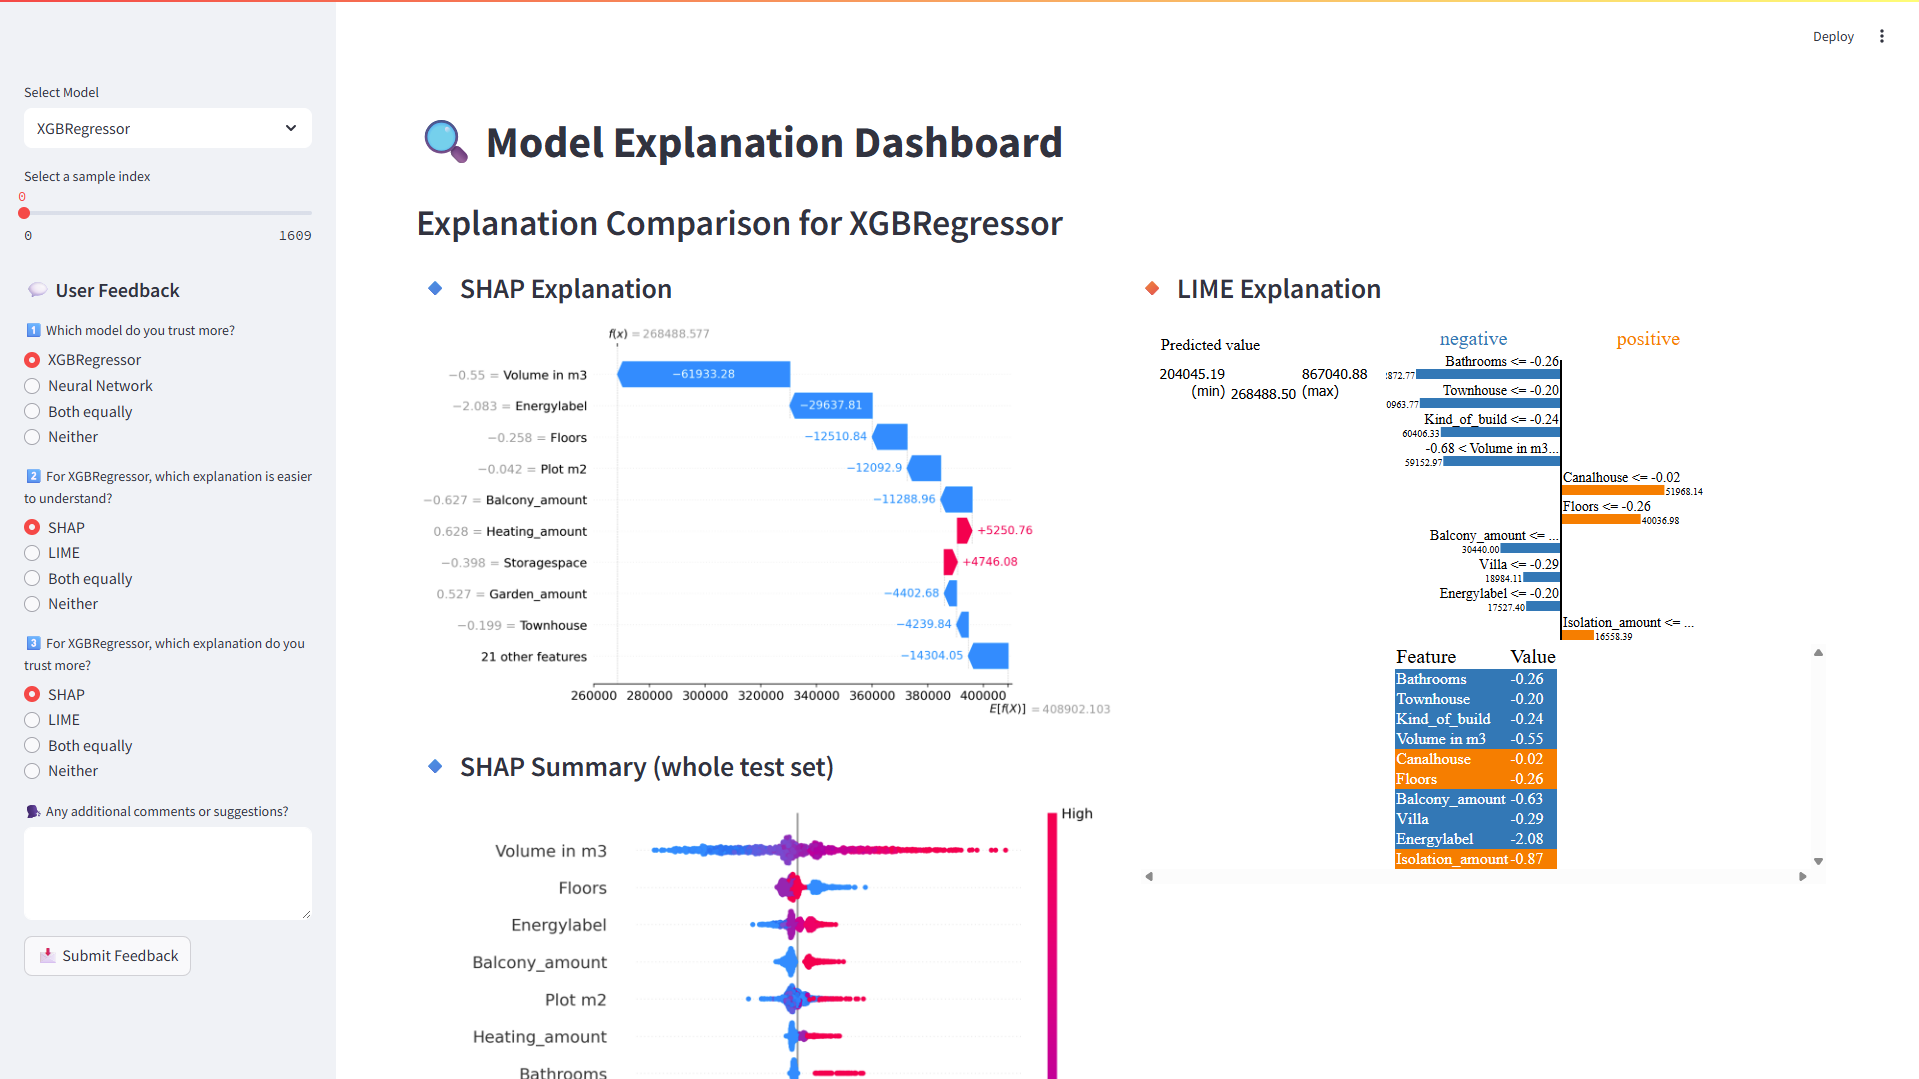 Deploy
Select Model
XGBRegressor
Select a sample index
0
0 1609
User Feedback
1 Which model do you trust more?
XGBRegressor
Neural Network
Both equally
Neither
2 For XGBRegressor, which explanation is easier
to understand?
SHAP
LIME
Both equally
Neither
3 For XGBRegressor, which explanation do you
trust more?
SHAP
LIME
Both equally
Neither
Any additional comments or suggestions?
Submit Feedback
Model Explanation Dashboard
Explanation Comparison for XGBRegressor
SHAP Explanation
f(x) = 268488.577
−0.55 = Volume in m3 −61933.28
−2.083 = Energylabel −29637.81
−0.258 = Floors −12510.84
−0.042 = Plot m2 −12092.9
−0.627 = Balcony_amount −11288.96
0.628 = Heating_amount +5250.76
−0.398 = Storagespace +4746.08
0.527 = Garden_amount −4402.68
−0.199 = Townhouse −4239.84
21 other features −14304.05
260000 280000 300000 320000 340000 360000 380000 400000
E[f(X)] = 408902.103
SHAP Summary (whole test set)
High
Volume in m3
Floors
Energylabel
Balcony_amount
Plot m2
Heating_amount
Bathrooms
LIME Explanation
Predicted value
204045.19 867040.88
(min) 268488.50 (max)
negative positive
Bathrooms <= -0.26
872.77
Townhouse <= -0.20
0963.77
Kind_of_build <= -0.24
60406.33
-0.68 < Volume in m3...
59152.97
Canalhouse <= -0.02
51968.14
Floors <= -0.26
40036.98
Balcony_amount <= ...
30440.00
Villa <= -0.29
18984.11
Energylabel <= -0.20
17527.40
Isolation_amount <= ...
16558.39
Feature Value
Bathrooms -0.26
Townhouse -0.20
Kind_of_build -0.24
Volume in m3 -0.55
Canalhouse -0.02
Floors -0.26
Balcony_amount -0.63
Villa -0.29
Energylabel -2.08
Isolation_amount -0.87